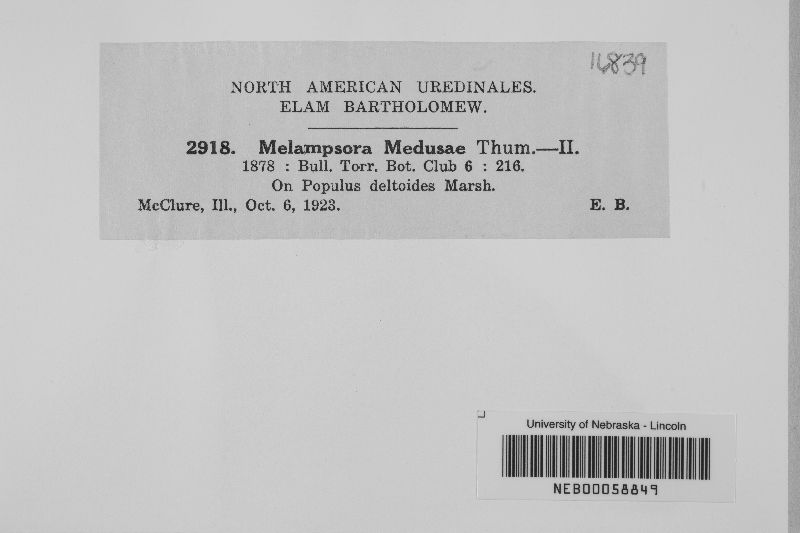 16839
NORTH AMERICAN UREDINALES.
ELAM BARTHOLOMEW.
2918. Melampsora Medusae Thum.—II.
1878 : Bull. Torr. Bot. Club 6 : 216.
On Populus deltoides Marsh.
McClure, Ill., Oct. 6, 1923. E. B.
University of Nebraska - Lincoln
NEB00058849